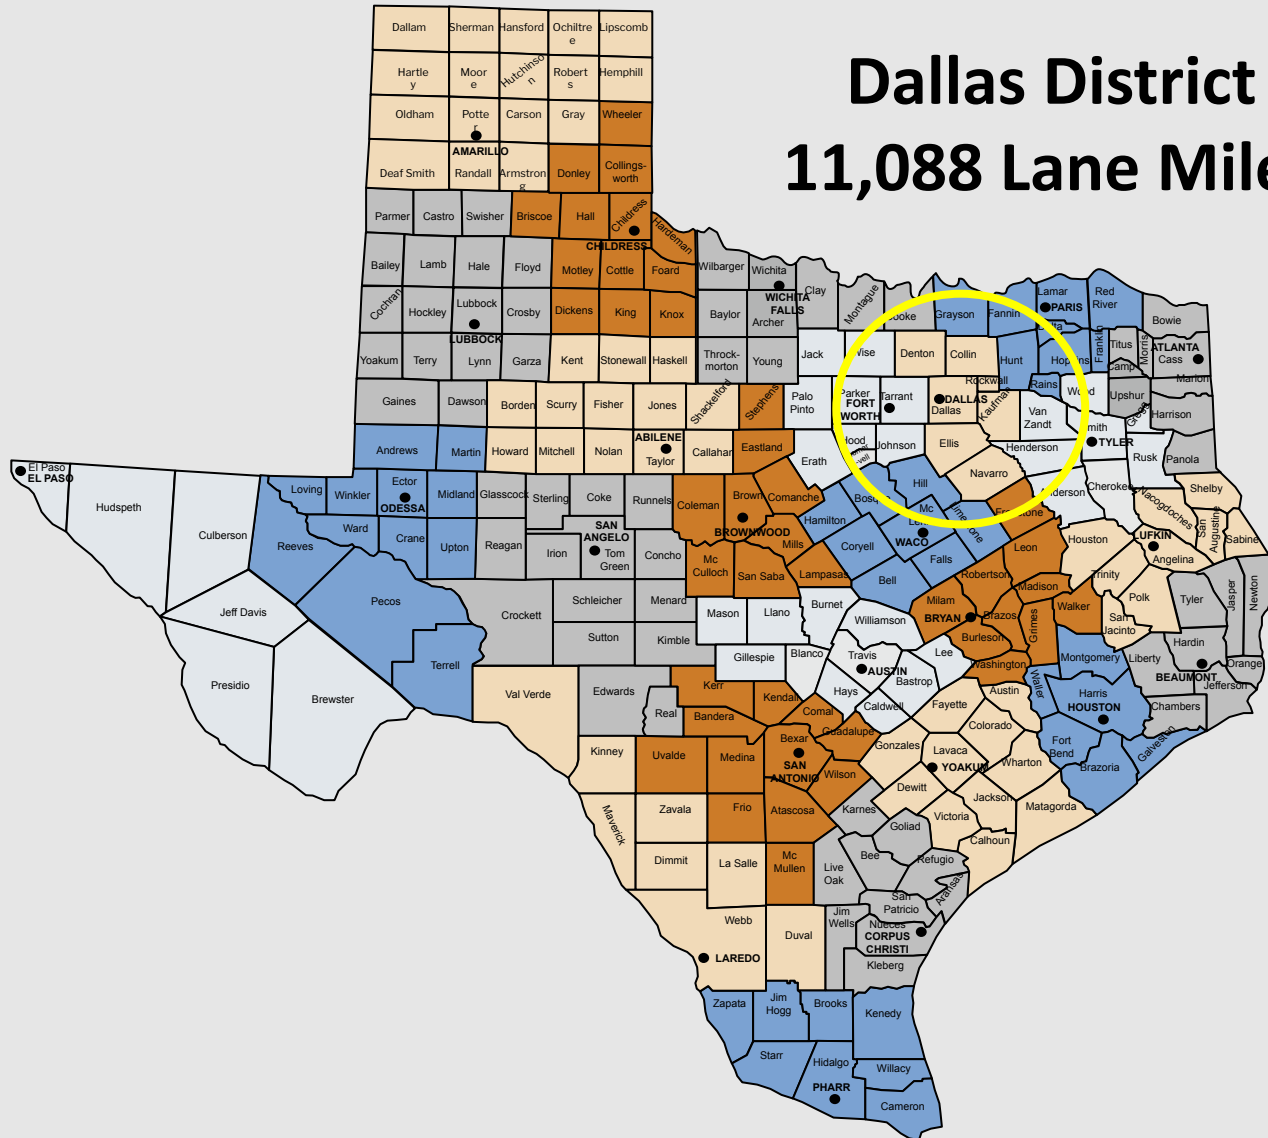 Dallas District
11,088 Lane Mile
Dallam
Sherman
Hansford
Ochiltre
e
Lipscomb
Hartle
y
Moor
e
Hutchinso
n
Robert
s
Hemphill
Oldham
Potte
r
Carson
Gray
Wheeler
AMARILLO
Deaf Smith
Randall
Armstron
g
Donley
Collings-
worth
Parmer
Castro
Swisher
Briscoe
Hall
Childress
CHILDRESS
Hardeman
Bailey
Lamb
Hale
Floyd
Motley
Cottle
Foard
Wilbarger
Wichita
WICHITA
FALLS
Clay
Montague
Cooke
Grayson
Fannin
Lamar
PARIS
Red
River
Delta
Bowie
Cochran
Hockley
Lubbock
LUBBOCK
Crosby
Dickens
King
Knox
Baylor
Archer
Jack
Wise
Denton
Collin
Hunt
Hopkins
Franklin
Titus
Morris
Camp
ATLANTA
Cass
Marion
Yoakum
Terry
Lynn
Garza
Kent
Stonewall
Haskell
Throck-
morton
Young
Gaines
Dawson
Borden
Scurry
Fisher
Jones
Shackelford
Stephens
Palo
Pinto
Parker
FORT
WORTH
Tarrant
DALLAS
Dallas
Rockwall
Kaufman
Rains
Wood
Van
Zandt
Upshur
Gregg
Harrison
Andrews
Martin
Howard
Mitchell
Nolan
ABILENE
Taylor
Callahan
Eastland
Erath
Hood
vell
Johnson
Ellis
Henderson
Smith
TYLER
Rusk
Panola
El Paso
EL PASO
Hudspeth
Culberson
Loving
Winkler
Ector
ODESSA
Midland
Glasscock
Sterling
Coke
Runnels
Coleman
Brown
BROWNWOOD
Comanche
Hamilton
Bosque
Hill
Navarro
Freestone
Anderson
Cherokee
Nacogdoches
Shelby
San
Augustine
Sabine
Reeves
Ward
Crane
Upton
Reagan
Irion
SAN
ANGELO
Tom
Green
Concho
Mc
Culloch
San Saba
Mills
Lampasas
Coryell
Mc
Len
WACO
Limestone
Falls
Bell
Leon
Houston
LUFKIN
Angelina
Trinity
Polk
San
Jacinto
Tyler
Jasper
Newton
Jeff Davis
Pecos
Crockett
Schleicher
Menard
Mason
Llano
Burnet
Williamson
Milam
BRYAN
Robertson
Brazos
Madison
Grimes
Walker
Burleson
Washington
Montgomery
Liberty
Hardin
BEAUMONT
Orange
Jefferson
Presidio
Brewster
Terrell
Sutton
Kimble
Gillespie
Blanco
Travis
AUSTIN
Hays
Bastrop
Caldwell
Lee
Fayette
Austin
Waller
Harris
HOUSTON
Chambers
Galveston
Val Verde
Edwards
Real
Kerr
Kendall
Bandera
Comal
Guadalupe
Gonzales
Colorado
Fort
Bend
Brazoria
Kinney
Uvalde
Medina
Bexar
SAN
ANTONIO
Wilson
Lavaca
YOAKUM
Wharton
Matagorda
Maverick
Zavala
Frio
Atascosa
Karnes
Dewitt
Jackson
Victoria
Calhoun
Goliad
Dimmit
La Salle
Mc
Mullen
Live
Oak
Bee
Refugio
Aransas
San
Patricio
Webb
LAREDO
Duval
Jim
Wells
Nueces
CORPUS
CHRISTI
Kleberg
Zapata
Jim
Hogg
Brooks
Kenedy
Starr
Hidalgo
PHARR
Willacy
Cameron